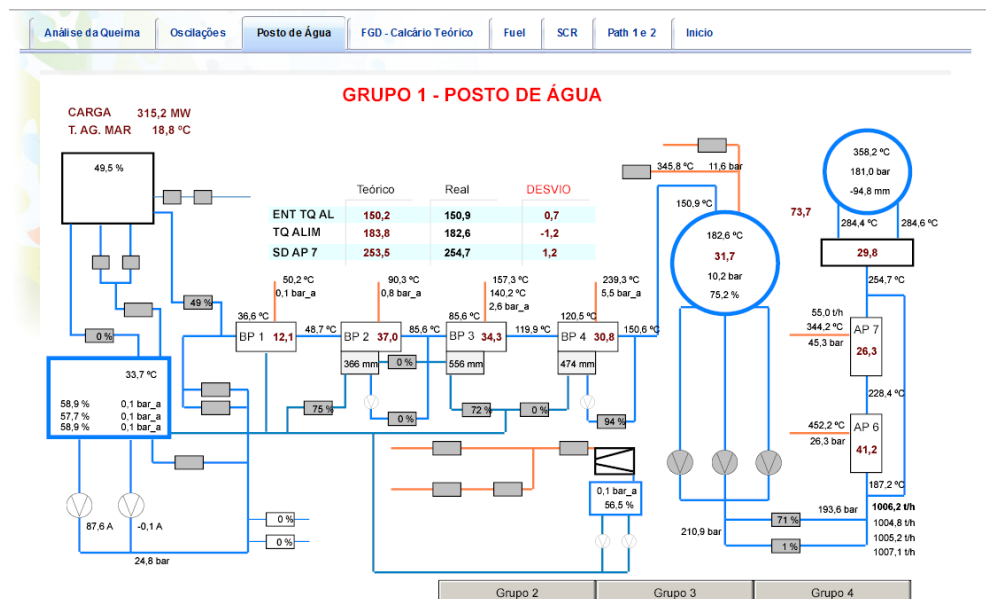 Análise da Queima Oscilações Posto de Água FGD - Calcário Teórico Fuel SCR Path 1 e 2 Inicio
GRUPO 1 - POSTO DE ÁGUA
CARGA 315,2 MW
T. AG. MAR 18,8 ºC
49,5 %
Teórico Real DESVIO
ENT TQ AL 150,2 150,9 0,7
TQ ALIM 183,8 182,6 -1,2
SD AP 7 253,5 254,7 1,2
345,8 ºC 11,6 bar
150,9 ºC
182,6 ºC
31,7
10,2 bar
75,2 %
358,2 ºC
181,0 bar
-94,8 mm
73,7
284,4 ºC 284,6 ºC
29,8
254,7 ºC
50,2 ºC
0,1 bar_a
90,3 ºC
0,8 bar_a
157,3 ºC
140,2 ºC
2,6 bar_a
239,3 ºC
5,5 bar_a
49 %
36,6 ºC
BP 1 12,1
48,7 ºC
BP 2 37,0
85,6 ºC
85,6 ºC
BP 3 34,3
119,9 ºC
120,5 ºC
BP 4 30,8
150,6 ºC
366 mm
0 %
556 mm
474 mm
75 %
0 %
72 %
0 %
94 %
0 %
33,7 ºC
58,9 % 0,1 bar_a
57,7 % 0,1 bar_a
58,9 % 0,1 bar_a
87,6 A -0,1 A
24,8 bar
0 %
0 %
0,1 bar_a
56,5 %
55,0 t/h
344,2 ºC
45,3 bar
AP 7
26,3
228,4 ºC
452,2 ºC
26,3 bar
AP 6
41,2
187,2 ºC
193,6 bar
210,9 bar
71 %
1 %
1006,2 t/h
1004,8 t/h
1005,2 t/h
1007,1 t/h
Grupo 2 Grupo 3 Grupo 4